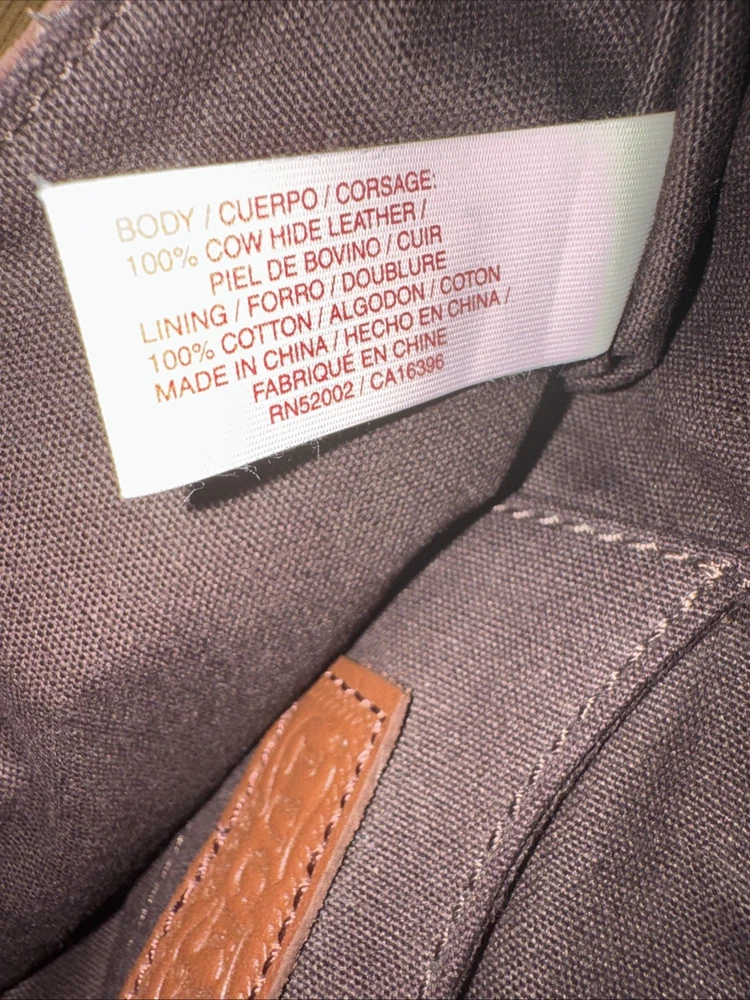 BODY / CUERPO / CORSAGE:
100% COW HIDE LEATHER /
PIEL DE BOVINO / CUIR
LINING / FORRO / DOUBLURE
100% COTTON / ALGODON / COTON
MADE IN CHINA / HECHO EN CHINA /
FABRIQUÉ EN CHINE
RN52002 / CA16396